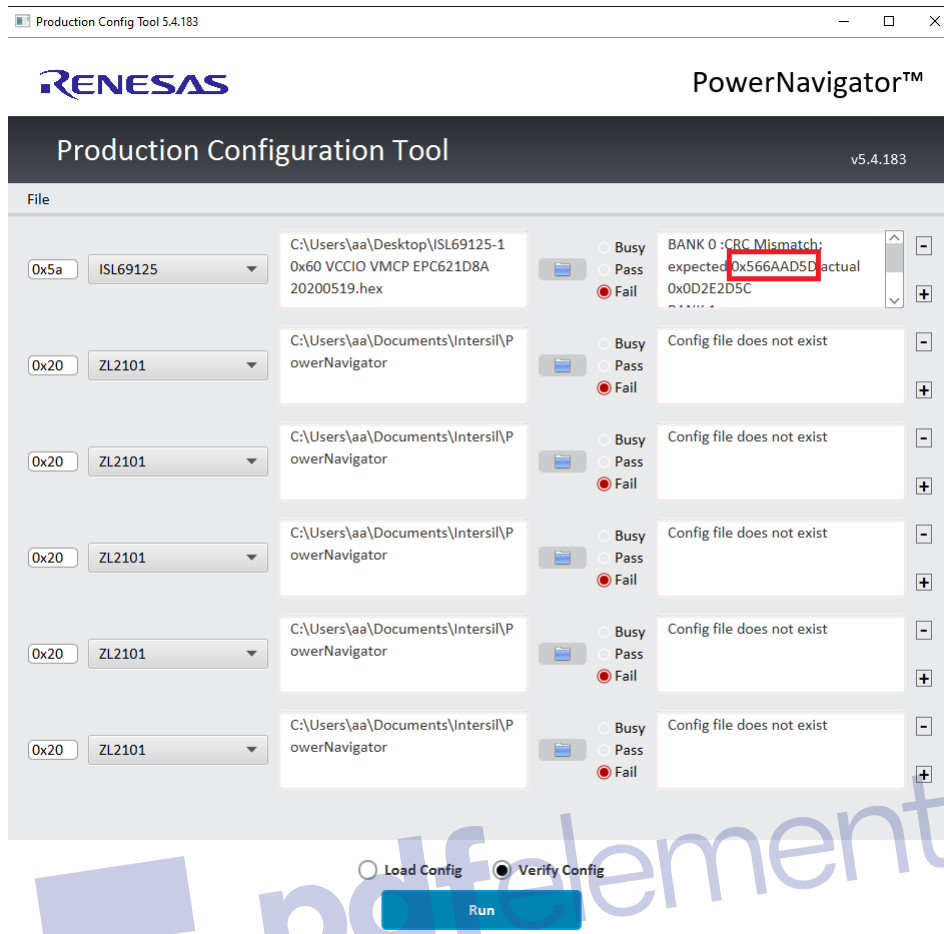 Production Config Tool 5.4.183
RENESAS
PowerNavigator™
Production Configuration Tool
v5.4.183
File
0x5a
ISL69125
C:\Users\aa\Desktop\ISL69125-1
0x60 VCCIO VMCP EPC621D8A
20200519.hex
Busy
Pass
Fail
BANK 0 :CRC Mismatch:
expected 0x566AAD5D actual
0x0D2E2D5C
BANK 1
-
+
0x20
ZL2101
C:\Users\aa\Documents\Intersil\P
owerNavigator
Busy
Pass
Fail
Config file does not exist
-
+
0x20
ZL2101
C:\Users\aa\Documents\Intersil\P
owerNavigator
Busy
Pass
Fail
Config file does not exist
-
+
0x20
ZL2101
C:\Users\aa\Documents\Intersil\P
owerNavigator
Busy
Pass
Fail
Config file does not exist
-
+
0x20
ZL2101
C:\Users\aa\Documents\Intersil\P
owerNavigator
Busy
Pass
Fail
Config file does not exist
-
+
0x20
ZL2101
C:\Users\aa\Documents\Intersil\P
owerNavigator
Busy
Pass
Fail
Config file does not exist
-
+
Load Config
Verify Config
Run
pdfelement